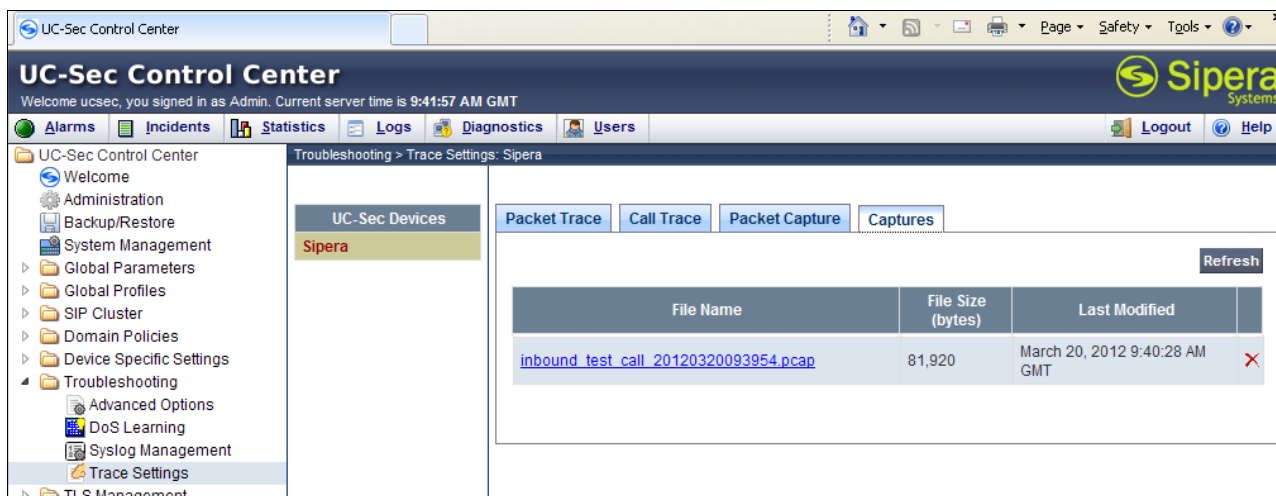 UC-Sec Control Center
Page Safety Tools
UC-Sec Control Center
Welcome ucsec, you signed in as Admin. Current server time is 9:41:57 AM GMT
Sipera
Systems
Alarms Incidents Statistics Logs Diagnostics Users Logout Help
UC-Sec Control Center
Welcome
Administration
Backup/Restore
System Management
Global Parameters
Global Profiles
SIP Cluster
Domain Policies
Device Specific Settings
Troubleshooting
Advanced Options
DoS Learning
Syslog Management
Trace Settings
TLS Management
Troubleshooting > Trace Settings: Sipera
UC-Sec Devices
Sipera
Packet Trace Call Trace Packet Capture Captures
Refresh
File Name File Size (bytes) Last Modified
inbound_test_call_20120320093954.pcap 81,920 March 20, 2012 9:40:28 AM GMT